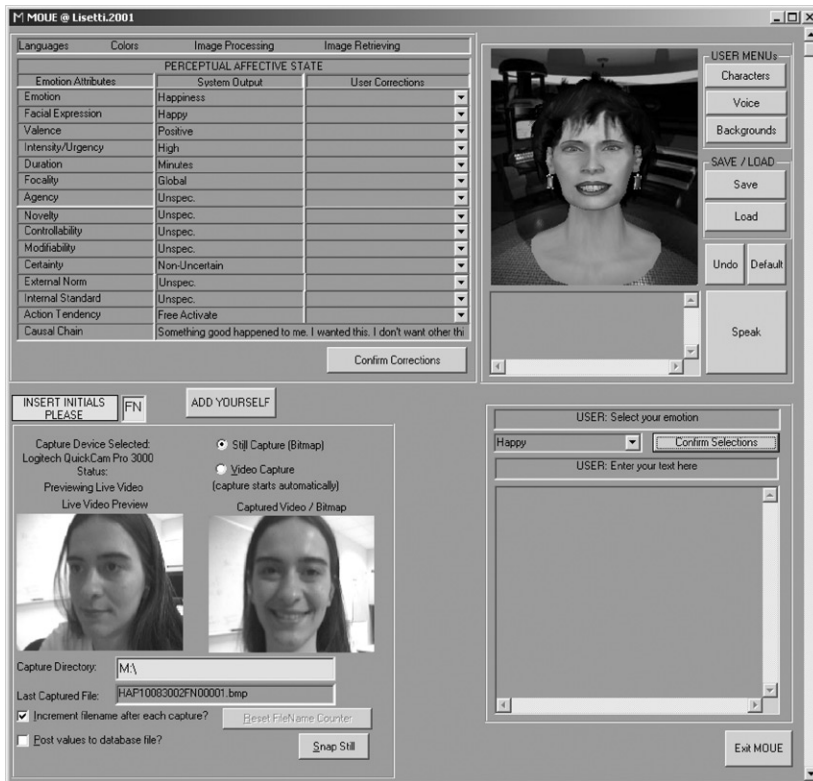 MOUE @ Lisetti.2001
Languages Colors Image Processing Image Retrieving
PERCEPTUAL AFFECTIVE STATE
Emotion Attributes System Output User Corrections
Emotion Happiness
Facial Expression Happy
Valence Positive
Intensity/Urgency High
Duration Minutes
Focality Global
Agency Unspec.
Novelty Unspec.
Controllability Unspec.
Modifiability Unspec.
Certainty Non-Uncertain
External Norm Unspec.
Internal Standard Unspec.
Action Tendency Free Activate
Causal Chain Something good happened to me. I wanted this. I don't want other thi
Confirm Corrections
USER MENUs
Characters
Voice
Backgrounds
SAVE / LOAD
Save
Load
Undo Default
Speak
INSERT INITIALS
PLEASE
FN
ADD YOURSELF
Capture Device Selected:
Logitech QuickCam Pro 3000
Status:
Previewing Live Video
Still Capture (Bitmap)
Video Capture
(capture starts automatically)
Live Video Preview
Captured Video / Bitmap
Capture Directory: M:\
Last Captured File: HAP10083002FN00001.bmp
Increment filename after each capture? Reset FileName Counter
Post values to database file? Snap Still
USER: Select your emotion
Happy Confirm Selections
USER: Enter your text here
Exit MOUE